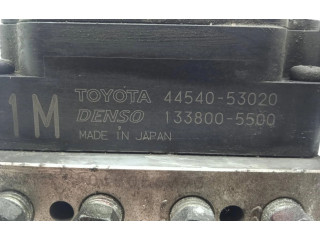 1M
TOYOTA 44540-53020
DENSO 133800-5500
MADE IN JAPAN